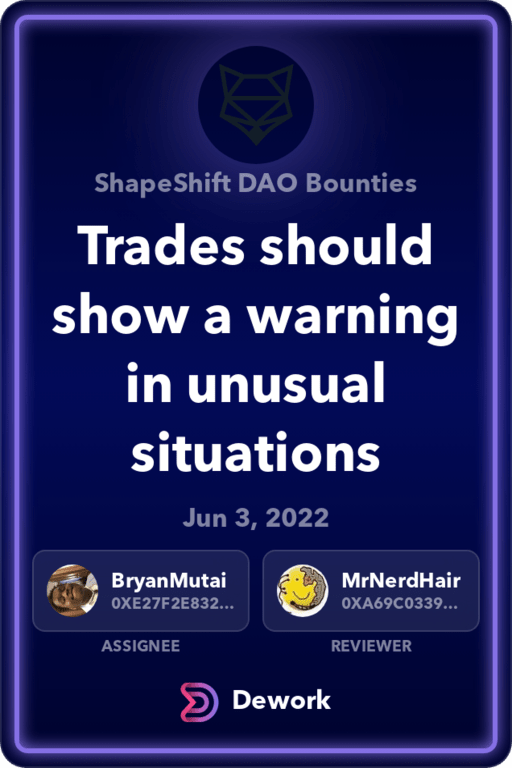 ShapeShift DAO Bounties
Trades should
show a warning
in unusual
situations
Jun 3, 2022
BryanMutai
0XE27F2E832...
MrNerdHair
0XA69C0339...
ASSIGNEE
REVIEWER
Dework